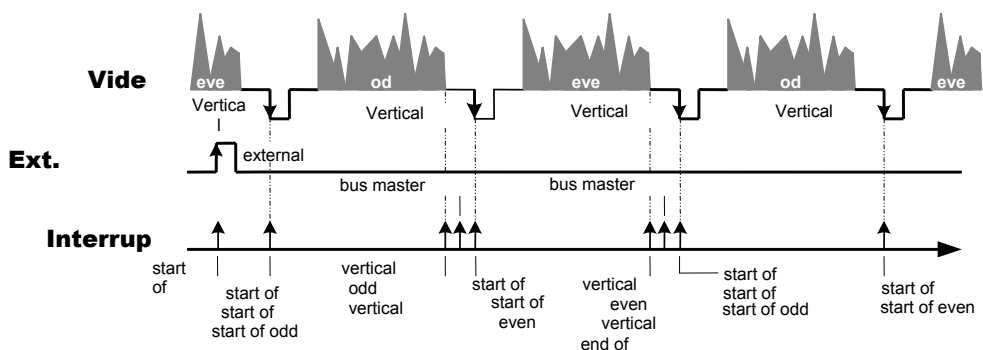 eve
od
eve
od
eve
Vide
Vertica
l
Vertical
Vertical
Vertical
Ext.
external
bus master
bus master
Interrup
start
of
start of
start of
start of odd
vertical
odd
vertical
start of
start of
even
vertical
even
vertical
end of
start of
start of
start of odd
start of
start of even